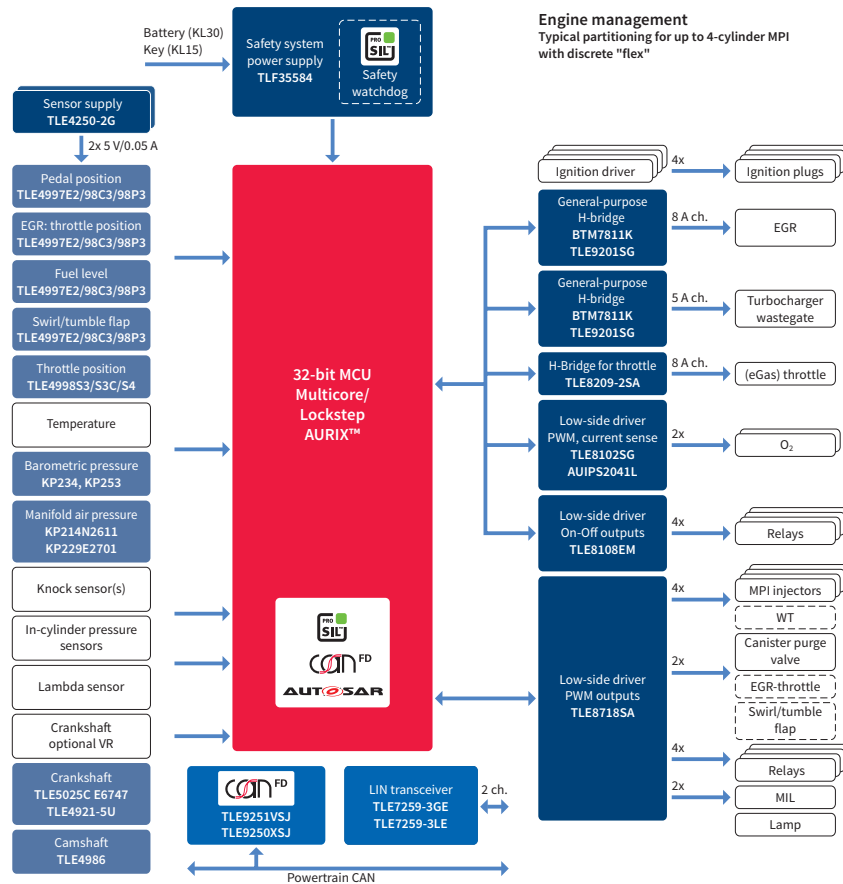 Battery (KL30)
Key (KL15)
Safety system
power supply
TLF35584
PRO
SIL™
Safety
watchdog
Engine management
Typical partitioning for up to 4-cylinder MPI
with discrete "flex"
Sensor supply
TLE4250-2G
2x 5 V/0.05 A
Pedal position
TLE4997E2/98C3/98P3
EGR: throttle position
TLE4997E2/98C3/98P3
Fuel level
TLE4997E2/98C3/98P3
Swirl/tumble flap
TLE4997E2/98C3/98P3
Throttle position
TLE4998S3/S3C/S4
Temperature
Barometric pressure
KP234, KP253
Manifold air pressure
KP214N2611
KP229E2701
Knock sensor(s)
In-cylinder pressure
sensors
Lambda sensor
Crankshaft
optional VR
Crankshaft
TLE5025C E6747
TLE4921-5U
Camshaft
TLE4986
32-bit MCU
Multicore/
Lockstep
AURIX™
PRO
SIL™
CAN FD
AUTOSAR
CAN FD
TLE9251VSJ
TLE9250XSJ
LIN transceiver
TLE7259-3GE
TLE7259-3LE
2 ch.
Powertrain CAN
Ignition driver
4x
Ignition plugs
General-purpose
H-bridge
BTM7811K
TLE9201SG
8 A ch.
EGR
General-purpose
H-bridge
BTM7811K
TLE9201SG
5 A ch.
Turbocharger
wastegate
H-Bridge for throttle
TLE8209-2SA
8 A ch.
(eGas) throttle
Low-side driver
PWM, current sense
TLE8102SG
AUIPS2041L
2x
O₂
Low-side driver
On-Off outputs
TLE8108EM
4x
Relays
Low-side driver
PWM outputs
TLE8718SA
4x
MPI injectors
WT
2x
Canister purge
valve
EGR-throttle
Swirl/tumble
flap
4x
Relays
2x
MIL
Lamp